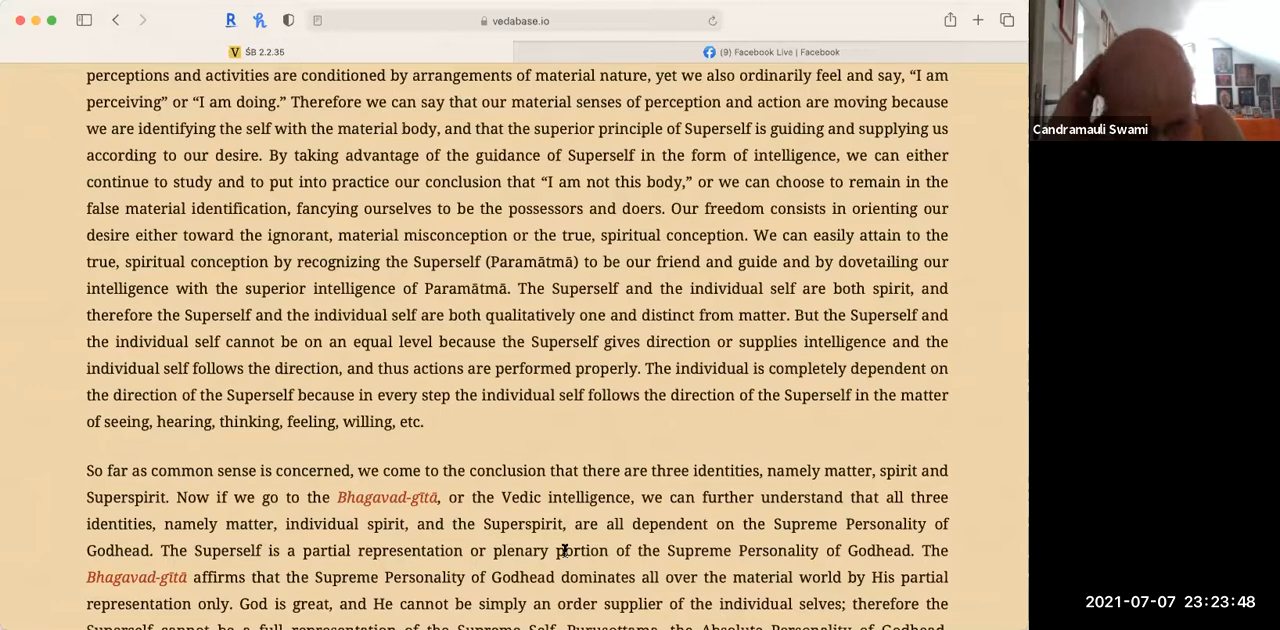 vedabase.io
ŚB 2.2.35
(9) Facebook Live | Facebook
perceptions and activities are conditioned by arrangements of material nature, yet we also ordinarily feel and say, “I am
perceiving” or “I am doing.” Therefore we can say that our material senses of perception and action are moving because
we are identifying the self with the material body, and that the superior principle of Superself is guiding and supplying us
according to our desire. By taking advantage of the guidance of Superself in the form of intelligence, we can either
continue to study and to put into practice our conclusion that “I am not this body,” or we can choose to remain in the
false material identification, fancying ourselves to be the possessors and doers. Our freedom consists in orienting our
desire either toward the ignorant, material misconception or the true, spiritual conception. We can easily attain to the
true, spiritual conception by recognizing the Superself (Paramātmā) to be our friend and guide and by dovetailing our
intelligence with the superior intelligence of Paramātmā. The Superself and the individual self are both spirit, and
therefore the Superself and the individual self are both qualitatively one and distinct from matter. But the Superself and
the individual self cannot be on an equal level because the Superself gives direction or supplies intelligence and the
individual self follows the direction, and thus actions are performed properly. The individual is completely dependent on
the direction of the Superself because in every step the individual self follows the direction of the Superself in the matter
of seeing, hearing, thinking, feeling, willing, etc.
So far as common sense is concerned, we come to the conclusion that there are three identities, namely matter, spirit and
Superspirit. Now if we go to the Bhagavad-gītā, or the Vedic intelligence, we can further understand that all three
identities, namely matter, individual spirit, and the Superspirit, are all dependent on the Supreme Personality of
Godhead. The Superself is a partial representation or plenary portion of the Supreme Personality of Godhead. The
Bhagavad-gītā affirms that the Supreme Personality of Godhead dominates all over the material world by His partial
representation only. God is great, and He cannot be simply an order supplier of the individual selves; therefore the
Superself cannot be a full representation of the Supreme Self, Puruṣottama, the Absolute Personality of Godhead.
Candramauli Swami
2021-07-07 23:23:48